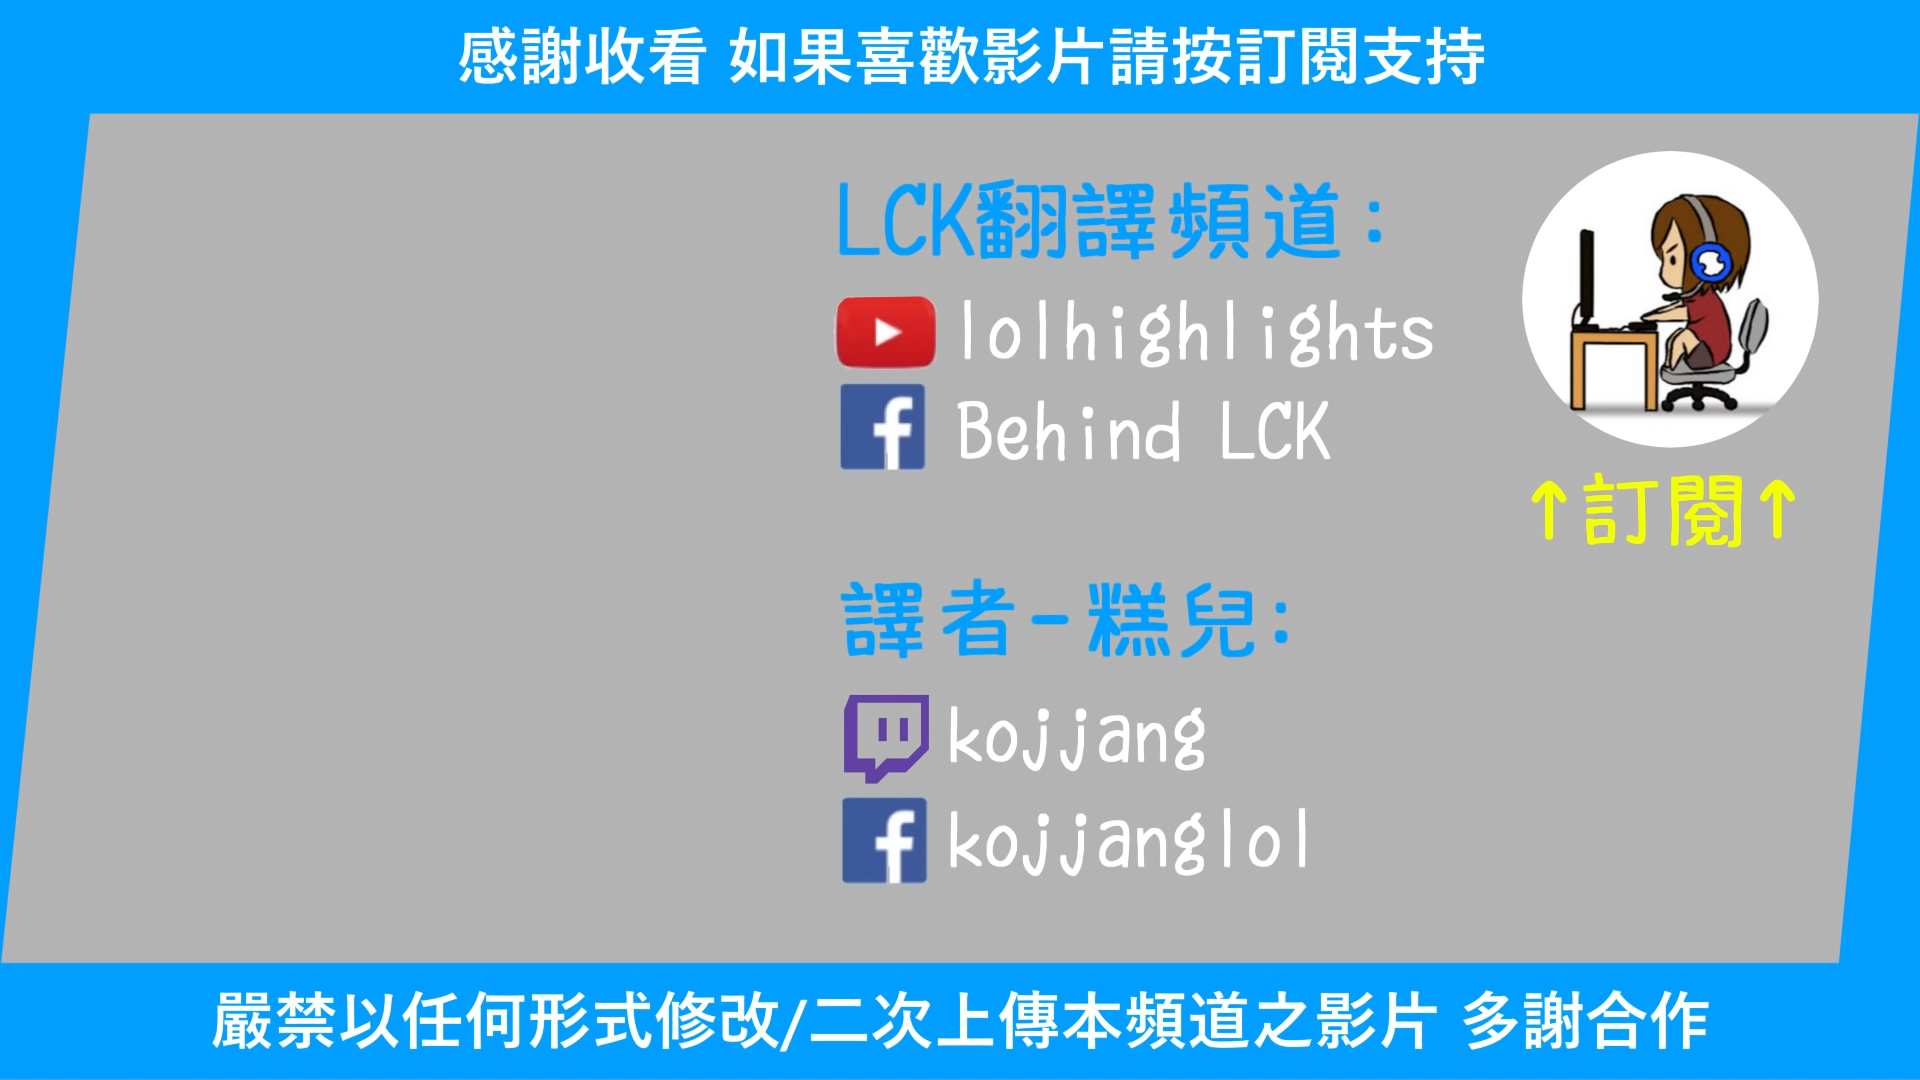 感謝收看 如果喜歡影片請按訂閱支持
LCK翻譯頻道:
lolhighlights
Behind LCK
↑訂閱↑
譯者-糕兒:
kojjang
kojjanglol
嚴禁以任何形式修改/二次上傳本頻道之影片 多謝合作